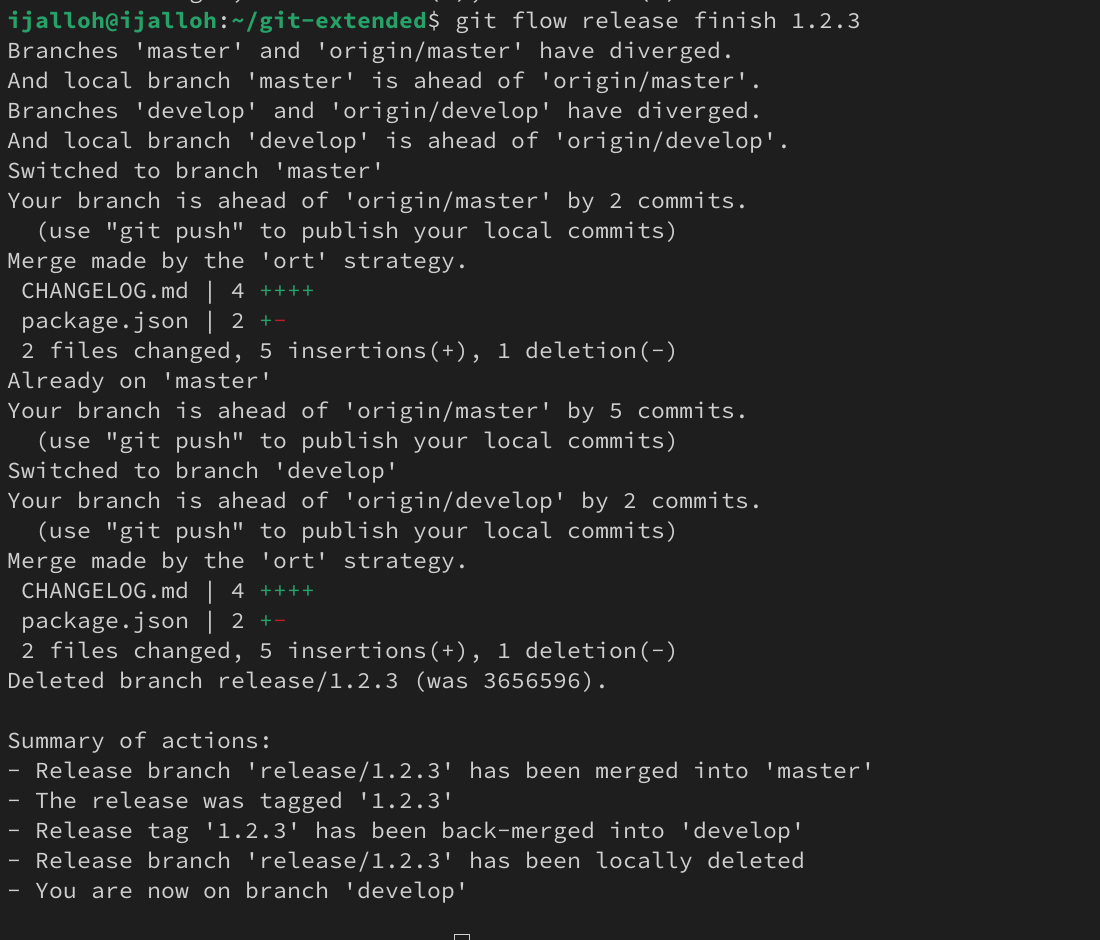 ijalloh@ijalloh:~/git-extended$ git flow release finish 1.2.3
Branches 'master' and 'origin/master' have diverged.
And local branch 'master' is ahead of 'origin/master'.
Branches 'develop' and 'origin/develop' have diverged.
And local branch 'develop' is ahead of 'origin/develop'.
Switched to branch 'master'
Your branch is ahead of 'origin/master' by 2 commits.
  (use "git push" to publish your local commits)
Merge made by the 'ort' strategy.
 CHANGELOG.md | 4 ++++
 package.json | 2 +-
 2 files changed, 5 insertions(+), 1 deletion(-)
Already on 'master'
Your branch is ahead of 'origin/master' by 5 commits.
  (use "git push" to publish your local commits)
Switched to branch 'develop'
Your branch is ahead of 'origin/develop' by 2 commits.
  (use "git push" to publish your local commits)
Merge made by the 'ort' strategy.
 CHANGELOG.md | 4 ++++
 package.json | 2 +-
 2 files changed, 5 insertions(+), 1 deletion(-)
Deleted branch release/1.2.3 (was 3656596).

Summary of actions:
- Release branch 'release/1.2.3' has been merged into 'master'
- The release was tagged '1.2.3'
- Release tag '1.2.3' has been back-merged into 'develop'
- Release branch 'release/1.2.3' has been locally deleted
- You are now on branch 'develop'